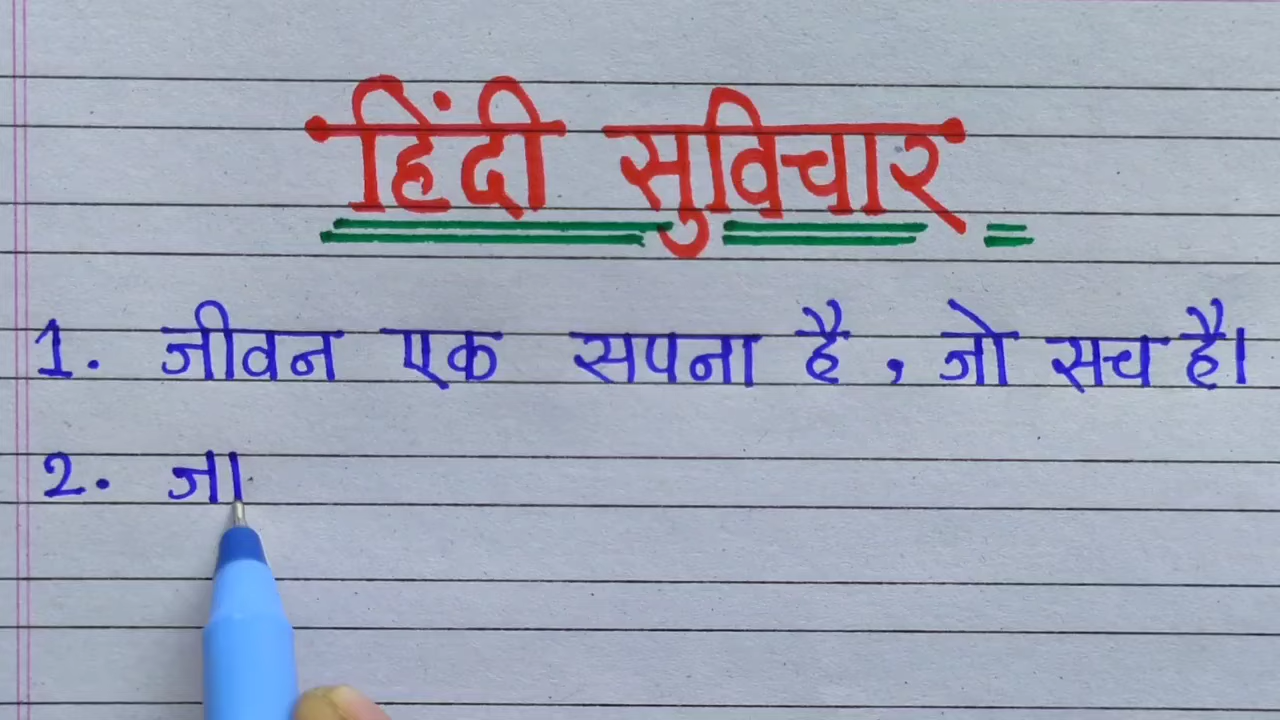 हिंदी सुविचार
1. जीवन एक सपना है, जो सच है।
2. जा